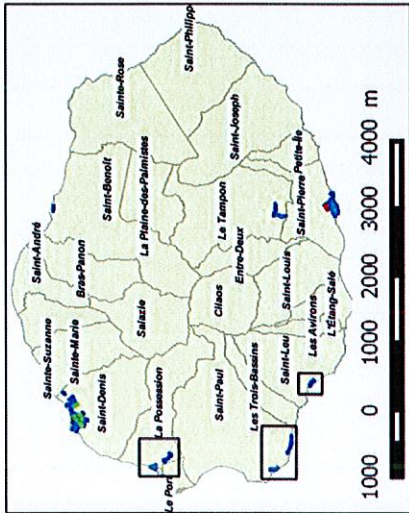 Sainte-Suzanne
Saint-André
Sainte-Marie
Bras-Panon
Saint-Denis
Saint-Benoît
Sainte-Rose
La Plaine-des-Palmistes
Salazie
La Possession
Le Port
Saint-Philipp
Cilaos
Saint-Paul
Le Tampon
Entre-Deux
Saint-Joseph
Les Trois-Bassins
Saint-Leu
Saint-Louis
Saint-Pierre
Petite-Île
Les Avirons
L'Étang-Salé
1000 0 1000 2000 3000 4000 m